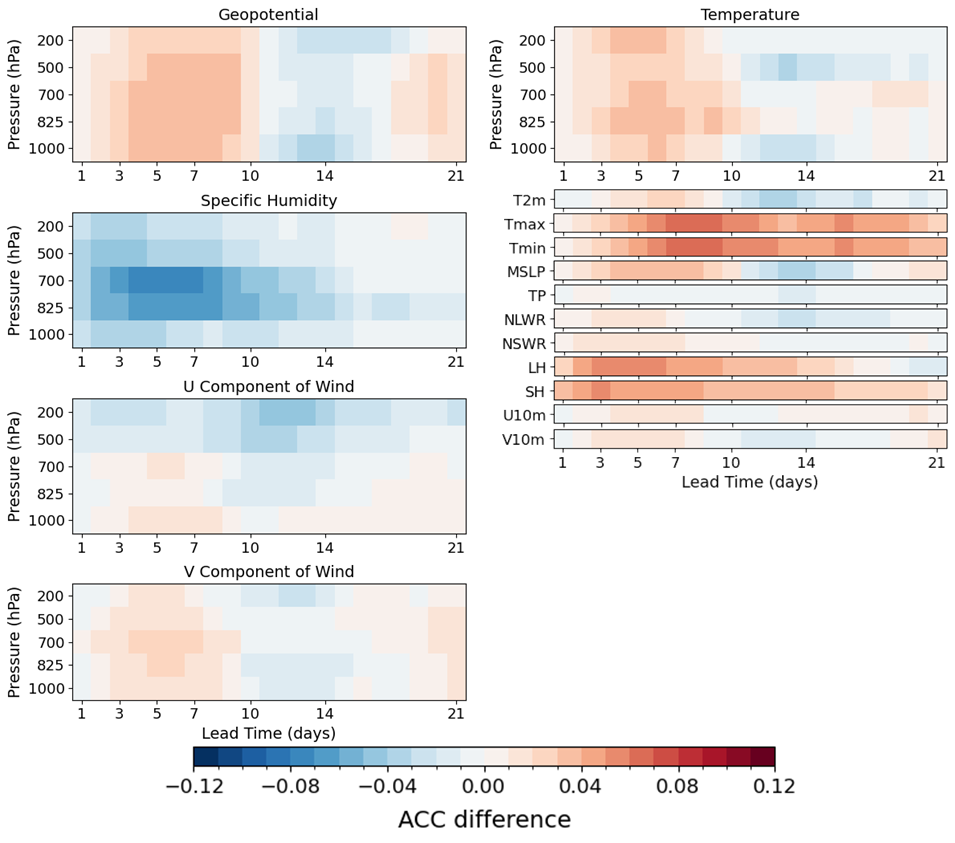 Geopotential
Pressure (hPa)
200
500
700
825
1000
1 3 5 7 10 14 21
Temperature
Pressure (hPa)
200
500
700
825
1000
1 3 5 7 10 14 21
Specific Humidity
Pressure (hPa)
200
500
700
825
1000
1 3 5 7 10 14 21
U Component of Wind
Pressure (hPa)
200
500
700
825
1000
1 3 5 7 10 14 21
V Component of Wind
Pressure (hPa)
200
500
700
825
1000
1 3 5 7 10 14 21
Lead Time (days)
T2m
Tmax
Tmin
MSLP
TP
NLWR
NSWR
LH
SH
U10m
V10m
1 3 5 7 10 14 21
Lead Time (days)
−0.12 −0.08 −0.04 0.00 0.04 0.08 0.12
ACC difference